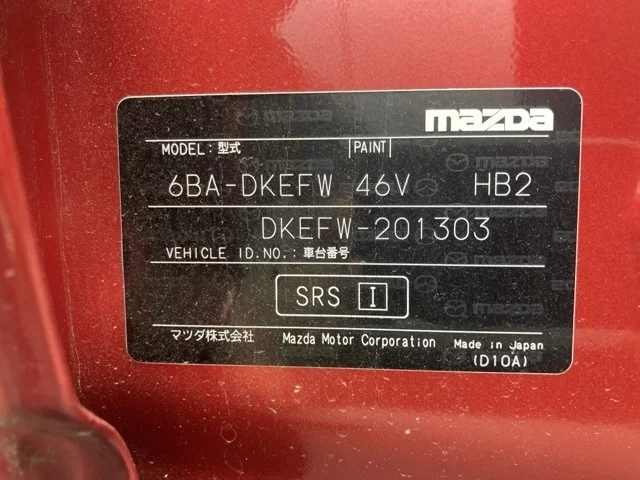 mazda
MODEL:型式 PAINT
6BA-DKEFW 46V HB2
DKEFW-201303
VEHICLE ID.NO.:車台番号
SRS I
マツダ株式会社 Mazda Motor Corporation Made in Japan
(D10A)